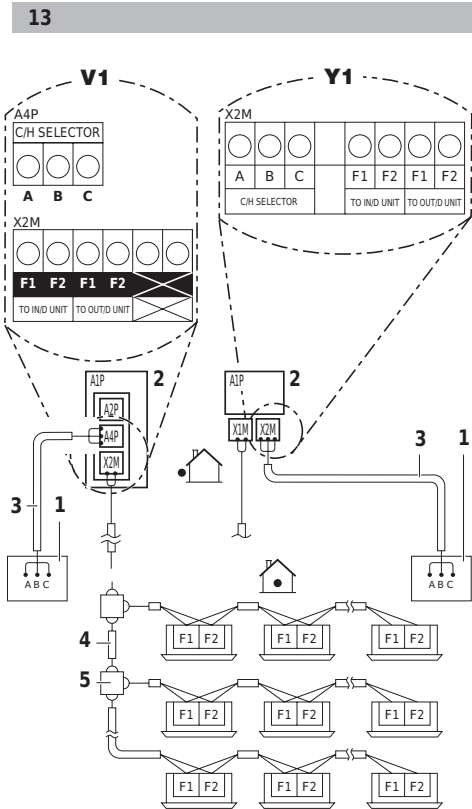 13
V1 Y1
A4P
C/H SELECTOR
A B C
X2M
F1 F2 F1 F2
TO IN/D UNIT TO OUT/D UNIT
X2M
A B C F1 F2 F1 F2
C/H SELECTOR TO IN/D UNIT TO OUT/D UNIT
A1P 2
A2P
A4P
X2M
3 1
A B C
A1P 2
X1M X2M
3 1
A B C
4
5
F1 F2 F1 F2 F1 F2
F1 F2 F1 F2 F1 F2
F1 F2 F1 F2 F1 F2